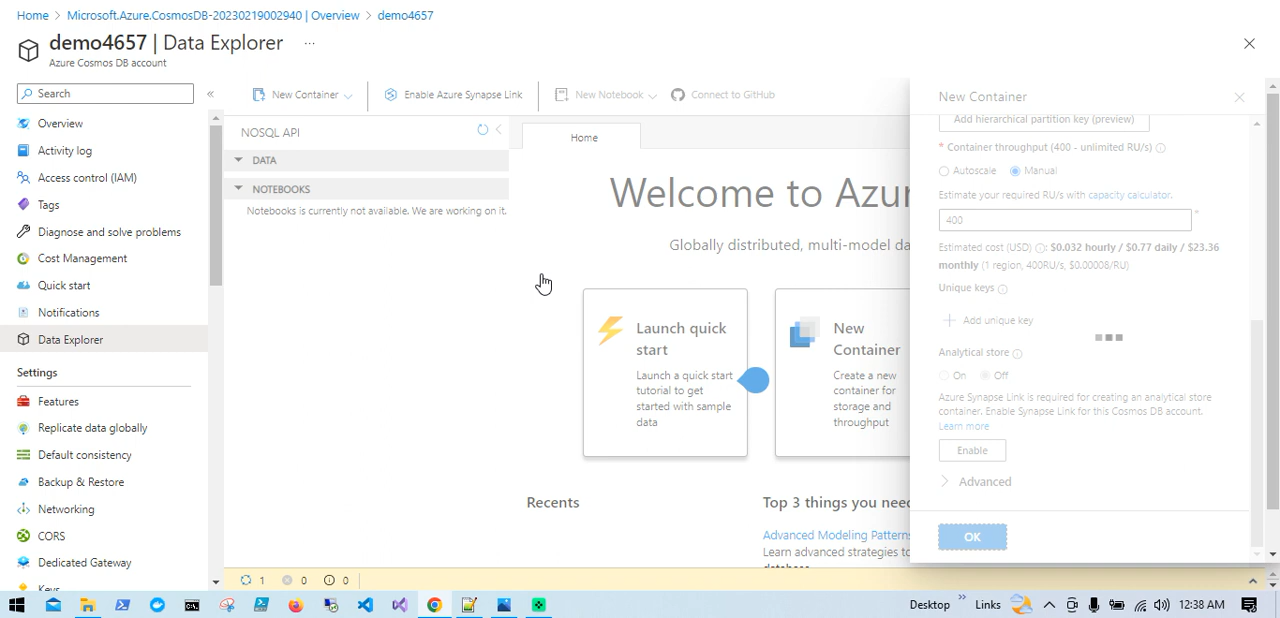 Home > Microsoft.Azure.CosmosDB-20230219002940 | Overview > demo4657
demo4657 | Data Explorer ...
Azure Cosmos DB account
Search
Overview
Activity log
Access control (IAM)
Tags
Diagnose and solve problems
Cost Management
Quick start
Notifications
Data Explorer
Settings
Features
Replicate data globally
Default consistency
Backup & Restore
Networking
CORS
Dedicated Gateway
Keys
New Container
Enable Azure Synapse Link
New Notebook
Connect to GitHub
NOSQL API
DATA
NOTEBOOKS
Notebooks is currently not available. We are working on it.
Home
Welcome to Azu
Globally distributed, multi-model da
Launch quick
start
Launch a quick start
tutorial to get
started with sample
data
New
Container
Create a new
container for
storage and
throughput
Recents
Top 3 things you nee
Advanced Modeling Patterns
Learn advanced strategies to
database.
1 0 0
New Container
Add hierarchical partition key (preview)
* Container throughput (400 - unlimited RU/s)
Autoscale Manual
Estimate your required RU/s with capacity calculator.
400 *
Estimated cost (USD) : $0.032 hourly / $0.77 daily / $23.36
monthly (1 region, 400RU/s, $0.00008/RU)
Unique keys
Add unique key
Analytical store
On Off
Azure Synapse Link is required for creating an analytical store
container. Enable Synapse Link for this Cosmos DB account.
Learn more
Enable
Advanced
OK
Desktop
Links
12:38 AM